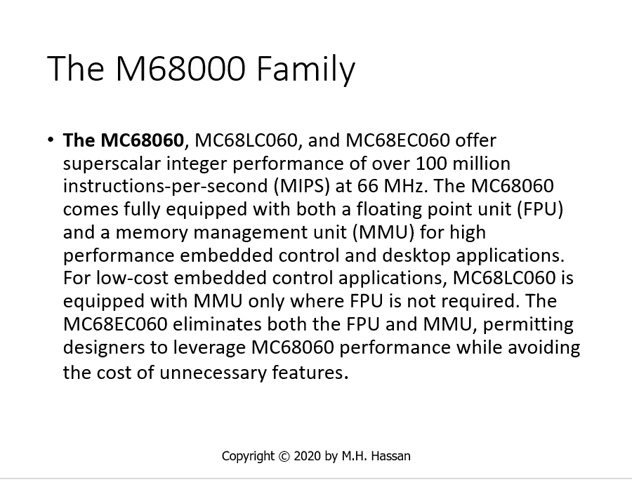 The M68000 Family
• The MC68060, MC68LC060, and MC68EC060 offer
superscalar integer performance of over 100 million
instructions-per-second (MIPS) at 66 MHz. The MC68060
comes fully equipped with both a floating point unit (FPU)
and a memory management unit (MMU) for high
performance embedded control and desktop applications.
For low-cost embedded control applications, MC68LC060 is
equipped with MMU only where FPU is not required. The
MC68EC060 eliminates both the FPU and MMU, permitting
designers to leverage MC68060 performance while avoiding
the cost of unnecessary features.
Copyright © 2020 by M.H. Hassan